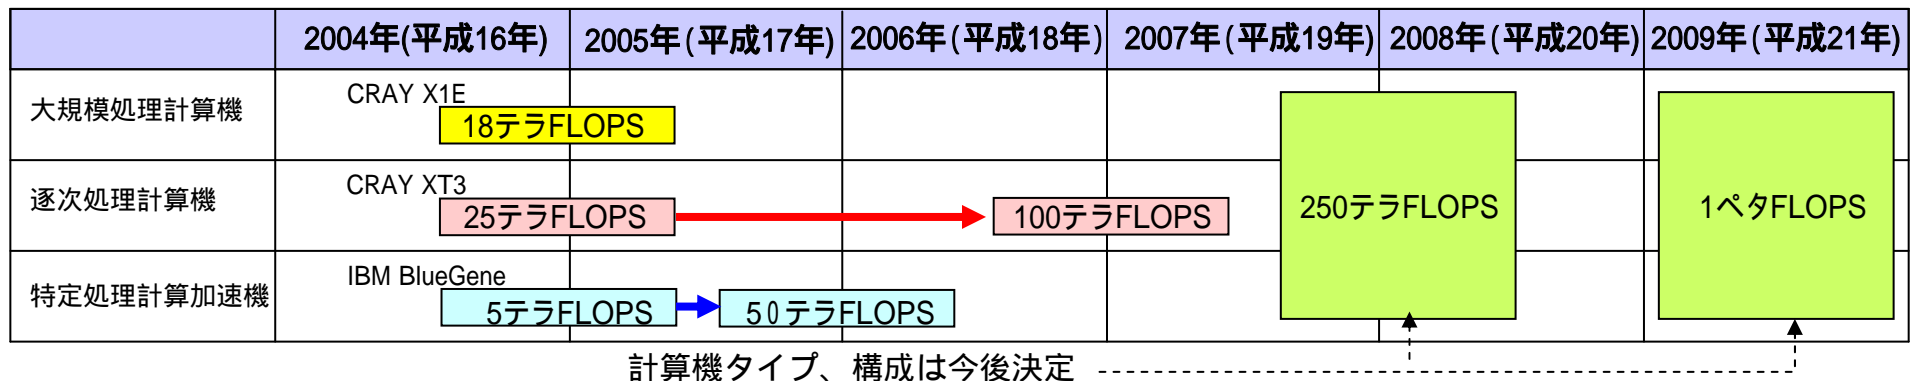 2004年(平成16年) 2005年(平成17年) 2006年(平成18年) 2007年(平成19年) 2008年(平成20年) 2009年(平成21年)
大規模処理計算機
CRAY X1E
18テラFLOPS
逐次処理計算機
CRAY XT3
25テラFLOPS
100テラFLOPS
250テラFLOPS
1ペタFLOPS
特定処理計算加速機
IBM BlueGene
5テラFLOPS
50テラFLOPS
計算機タイプ、構成は今後決定